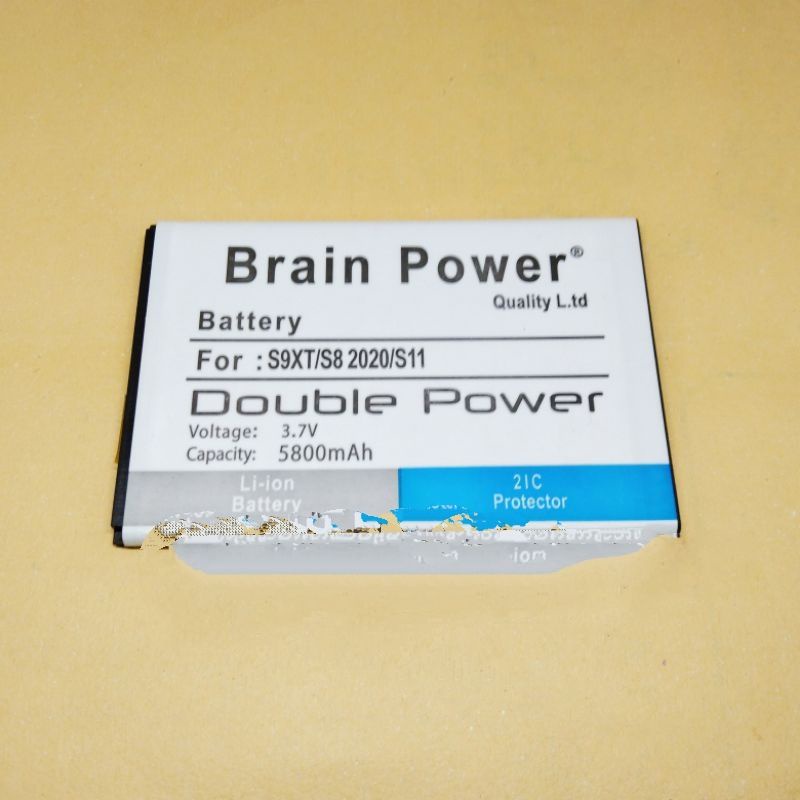 Brain Power®
Quality L.td
Battery
For : S9XT/S8 2020/S11
Double Power
Voltage: 3.7V
Capacity: 5800mAh
Li-ion
Battery
2IC
Protector